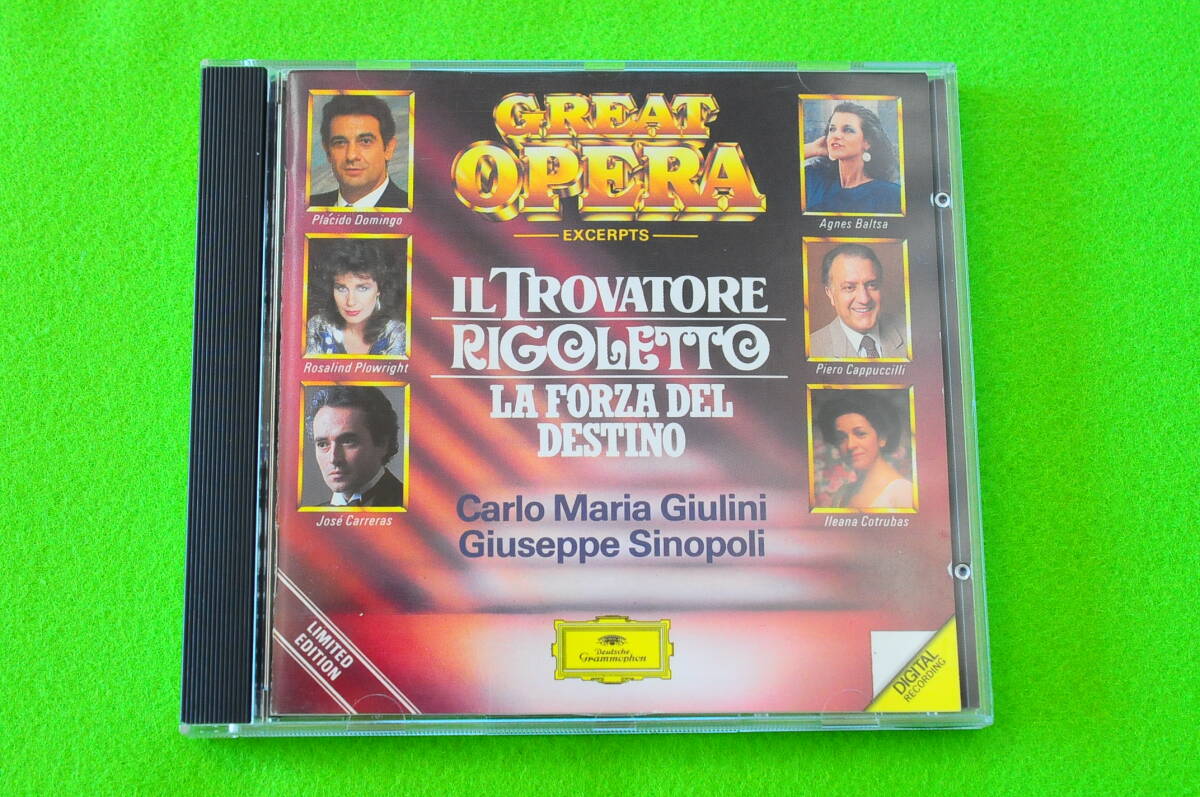 GREAT
OPERA
EXCERPTS
Plácido Domingo
Agnes Baltsa
IL TROVATORE
RIGOLETTO
Rosalind Plowright
Piero Cappuccilli
LA FORZA DEL
DESTINO
José Carreras
Ileana Cotrubas
Carlo Maria Giulini
Giuseppe Sinopoli
LIMITED
EDITION
Deutsche
Grammophon
DIGITAL
RECORDING